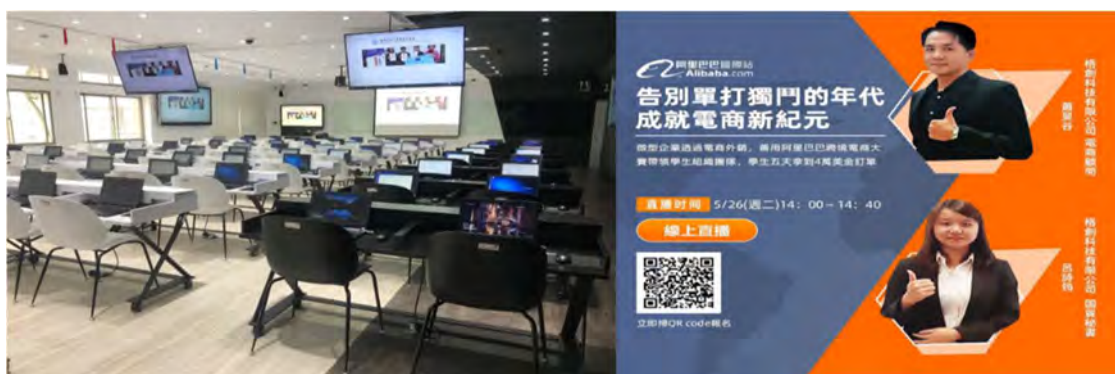 阿里巴巴國際站
Alibaba.com
告別單打獨鬥的年代
成就電商新紀元
微型企業透過電商外銷，善用阿里巴巴跨境電商大
賽帶領學生組織團隊，學生五天拿到4萬美金訂單
直播时间 5/26(週二)14：00－14：40
線上直播
立即掃QR code報名
格創科技有限公司 電商顧問
格創科技有限公司 国貿秘書